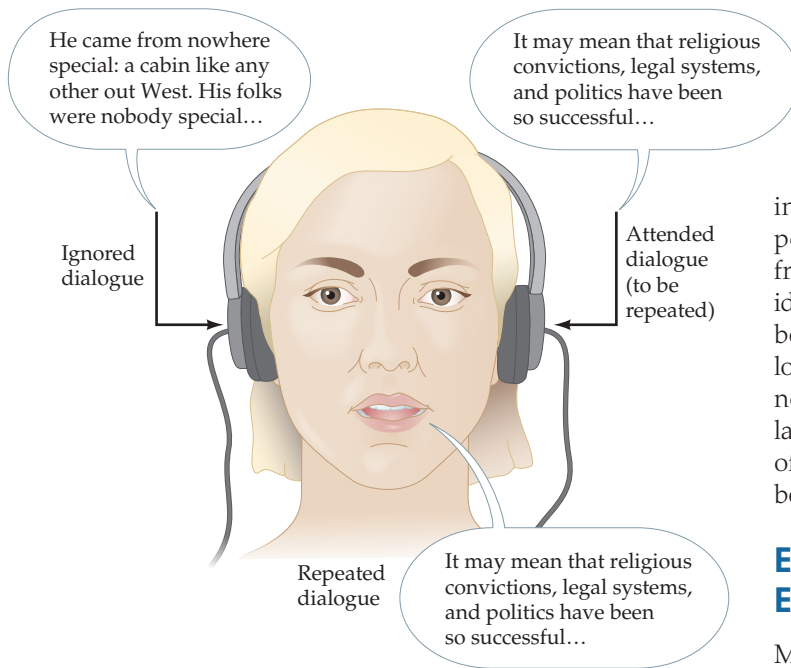 He came from nowhere
special: a cabin like any
other out West. His folks
were nobody special…
It may mean that religious
convictions, legal systems,
and politics have been
so successful…
Ignored
dialogue
Attended
dialogue
(to be
repeated)
Repeated
dialogue
It may mean that religious
convictions, legal systems,
and politics have been
so successful…